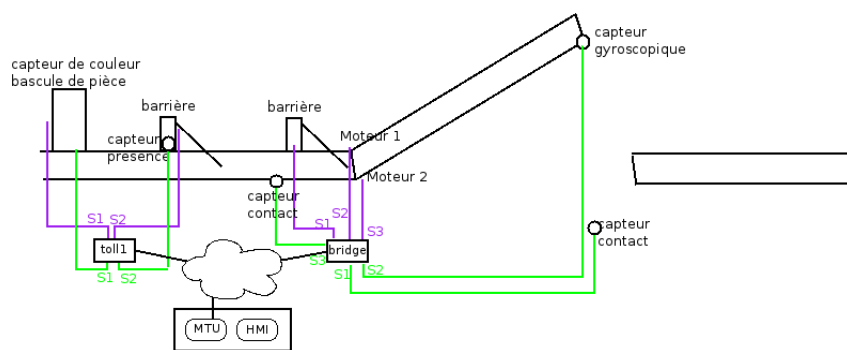 capteur
gyroscopique
capteur de couleur
bascule de pièce
barrière
barrière
capteur
présence
Moteur 1
Moteur 2
capteur
contact
capteur
contact
S1
S2
S2
S1
S3
toll1
bridge
S3
S1
S2
S1
S2
MTU
HMI